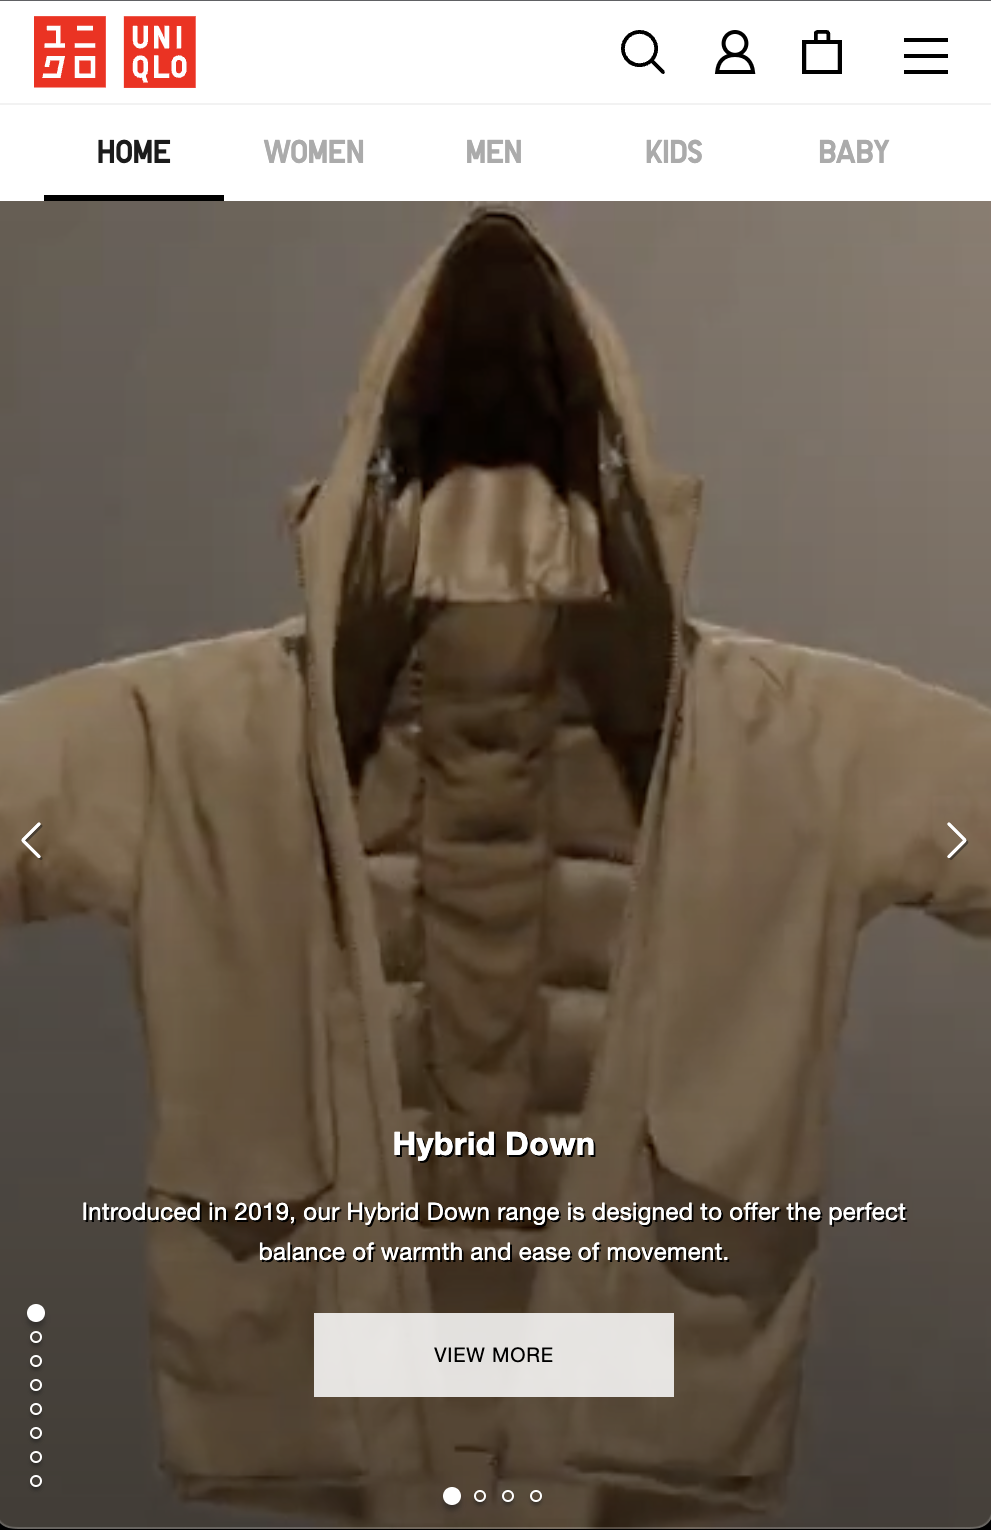 ユニ
クロ
UNI
QLO
HOME WOMEN MEN KIDS BABY
Hybrid Down
Introduced in 2019, our Hybrid Down range is designed to offer the perfect
balance of warmth and ease of movement.
VIEW MORE